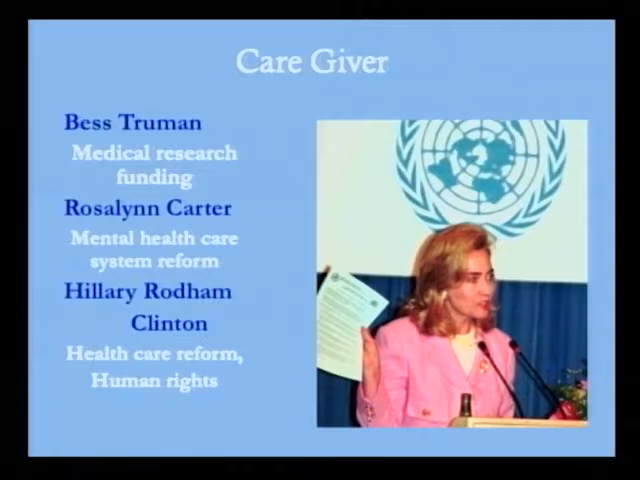 Care Giver
Bess Truman
Medical research
funding
Rosalynn Carter
Mental health care
system reform
Hillary Rodham
Clinton
Health care reform,
Human rights